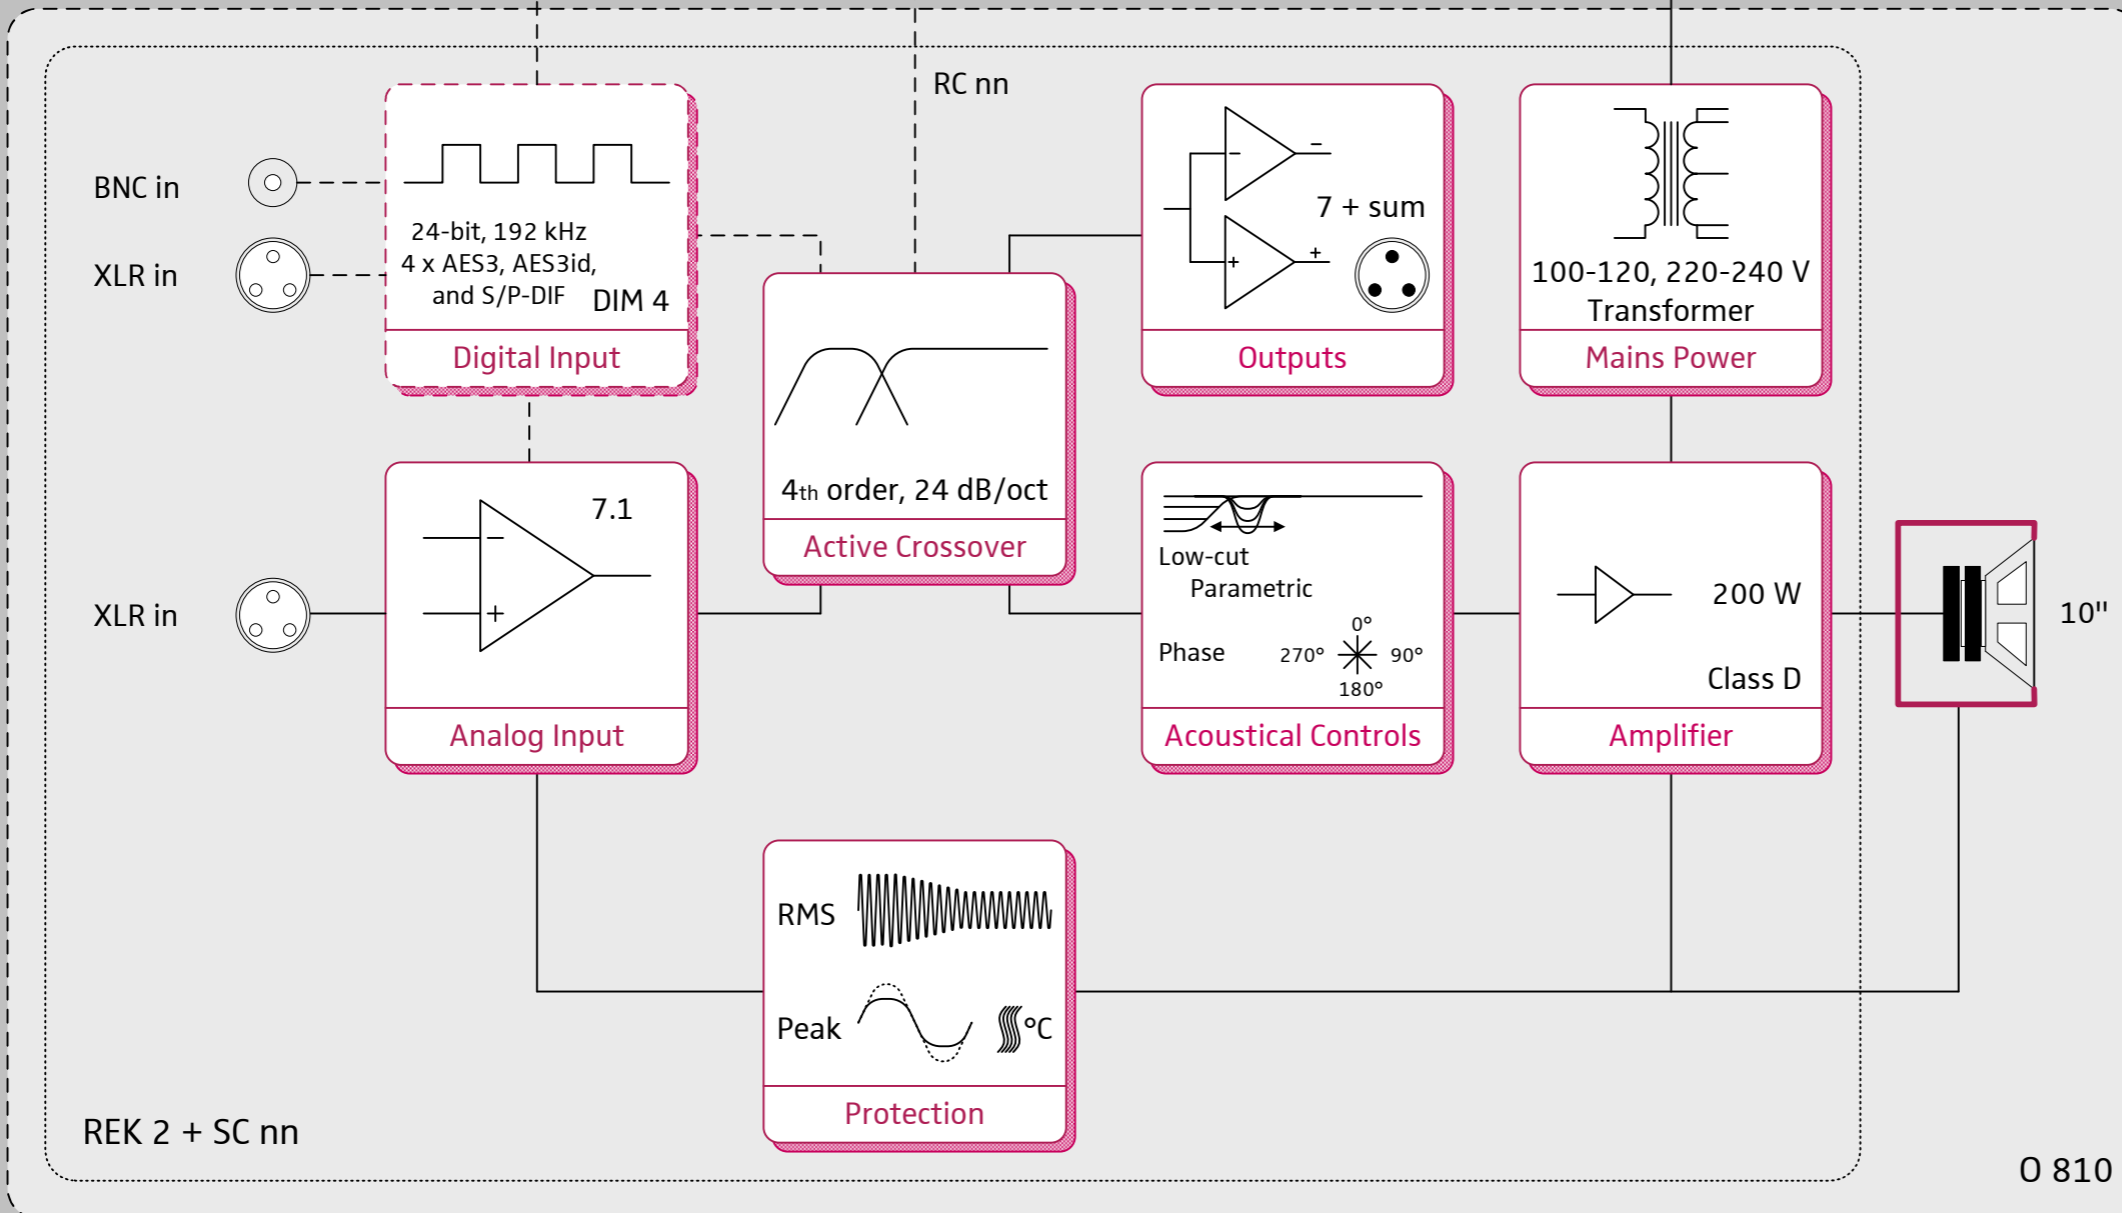 RC nn
BNC in
XLR in
24-bit, 192 kHz
4 x AES3, AES3id,
and S/P-DIF
DIM 4
Digital Input
4th order, 24 dB/oct
Active Crossover
−
−
+
+
7 + sum
Outputs
100-120, 220-240 V
Transformer
Mains Power
XLR in
7.1
−
+
Analog Input
Low-cut
Parametric
Phase
0°
270°
90°
180°
Acoustical Controls
200 W
Class D
Amplifier
10"
RMS
Peak
°C
Protection
REK 2 + SC nn
O 810